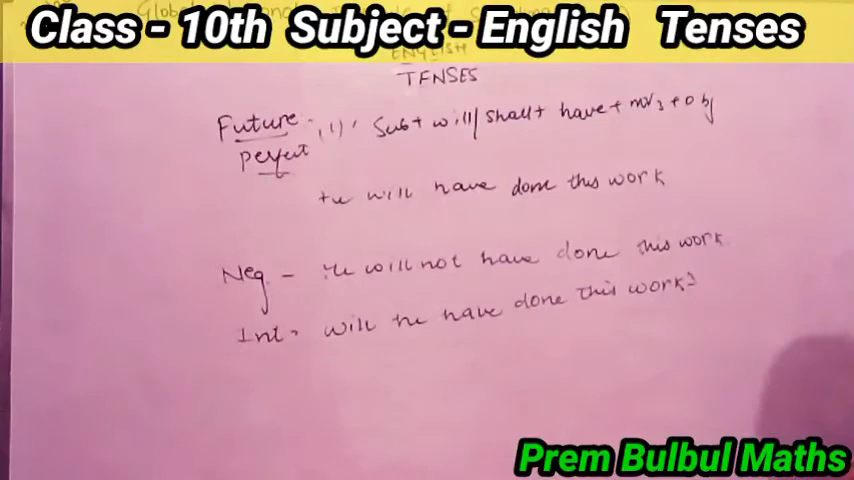 Class - 10th Subject - English Tenses
ENGLISH
TENSES
Future - (1) Sub + will/shall + have + mv3 + obj
perfect
He will have done this work
Neg. - He will not have done this work.
Int - will he have done this work?
Prem Bulbul Maths